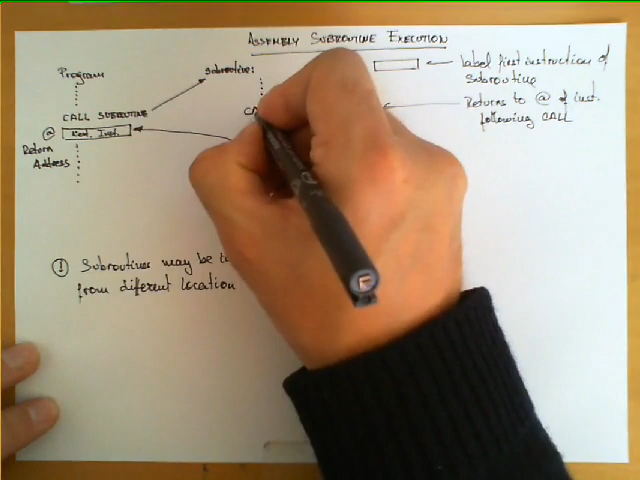 ASSEMBLY SUBROUTINE EXECUTION
Program
Subroutine:
Label first instruction of
Subroutine
CALL SUBROUTINE
Returns to @ of inst.
following CALL
@
Next. Inst.
Return
Address
! Subroutines may be
from diferent location